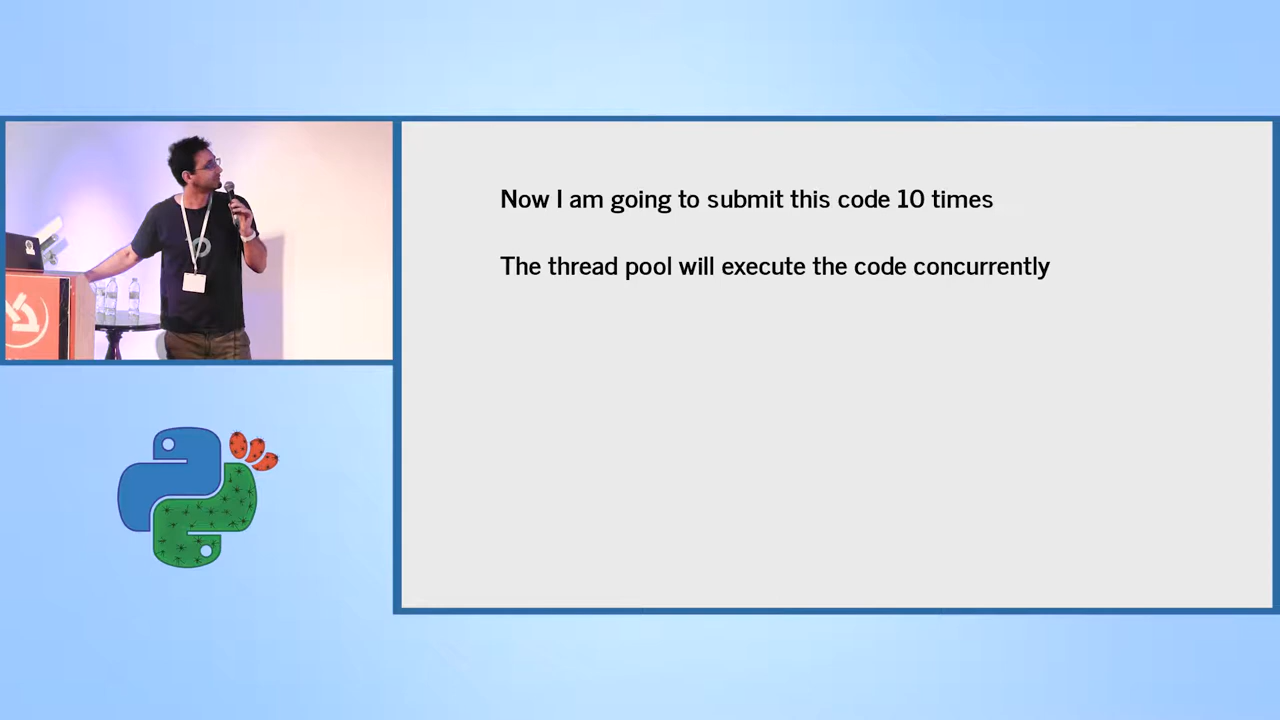 Now I am going to submit this code 10 times
The thread pool will execute the code concurrently